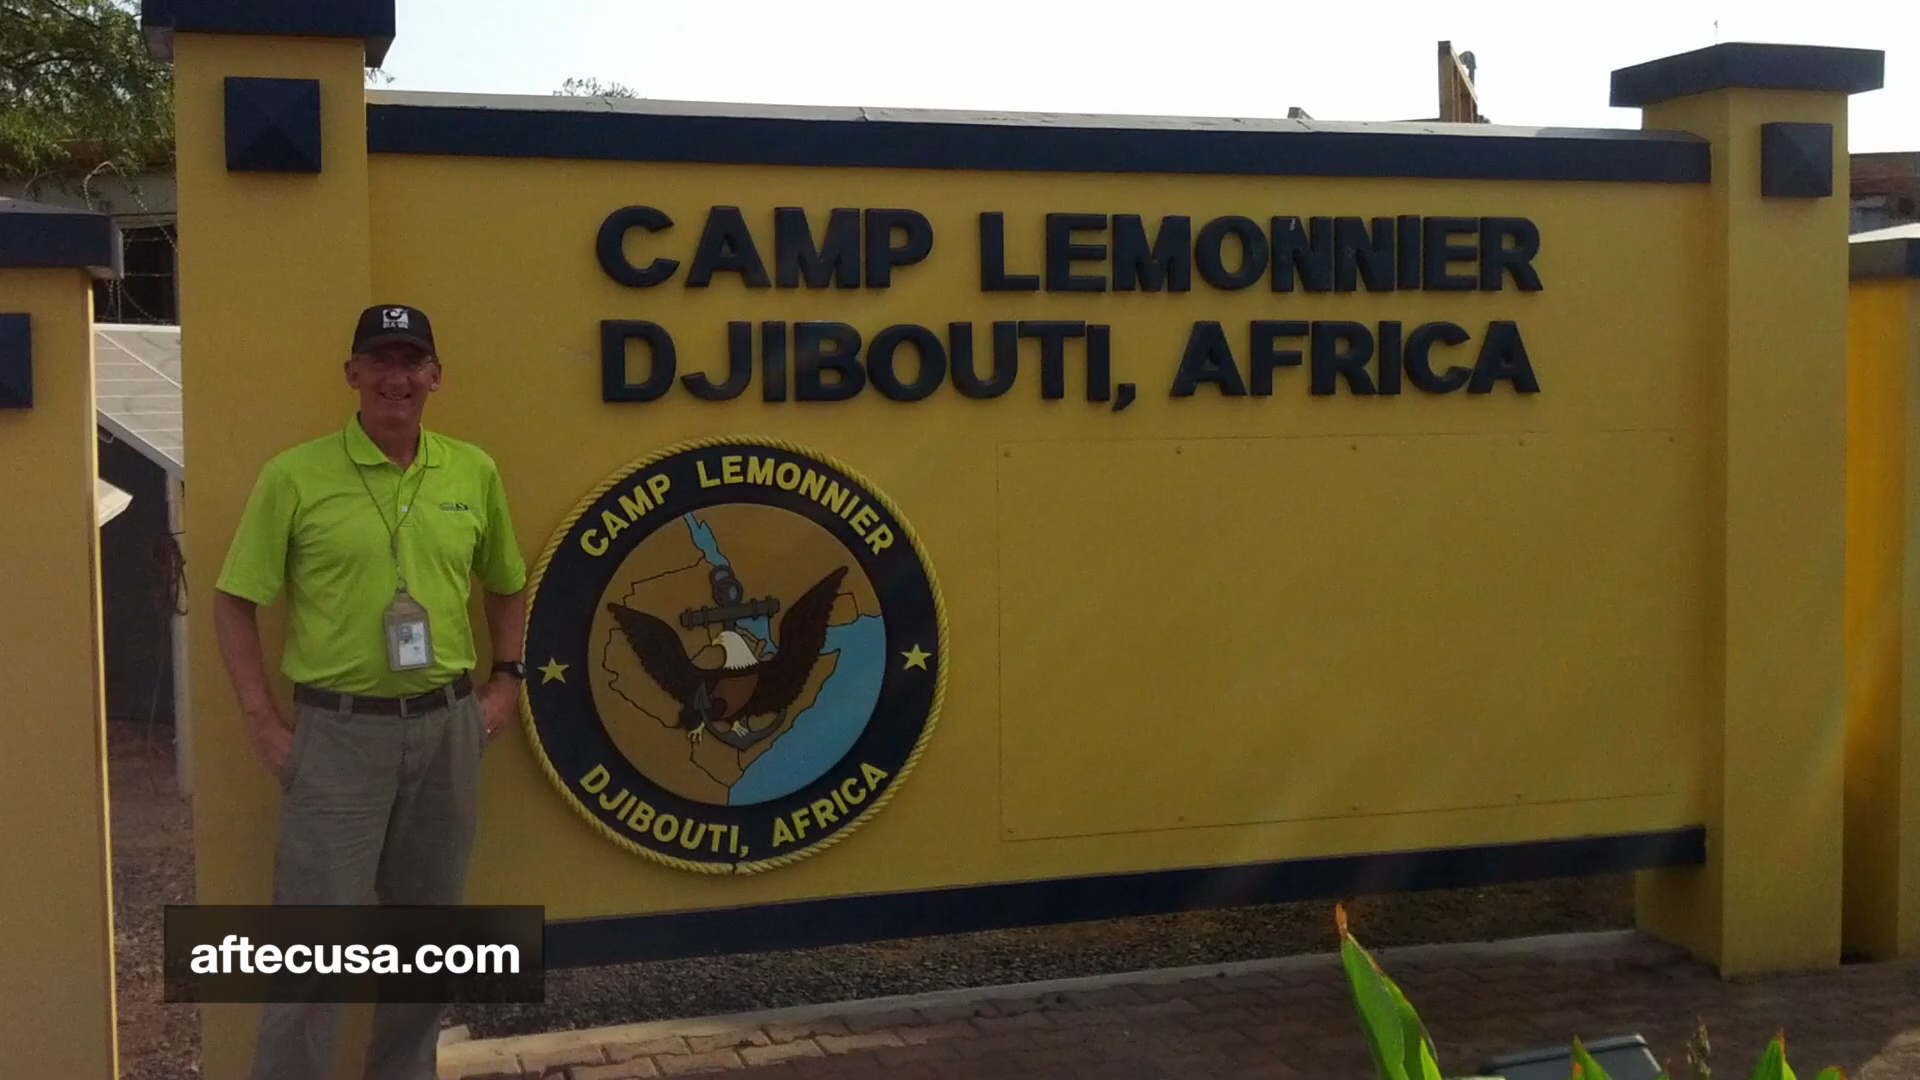 CAMP LEMONNIER
DJIBOUTI, AFRICA
CAMP LEMONNIER
DJIBOUTI, AFRICA
aftecusa.com